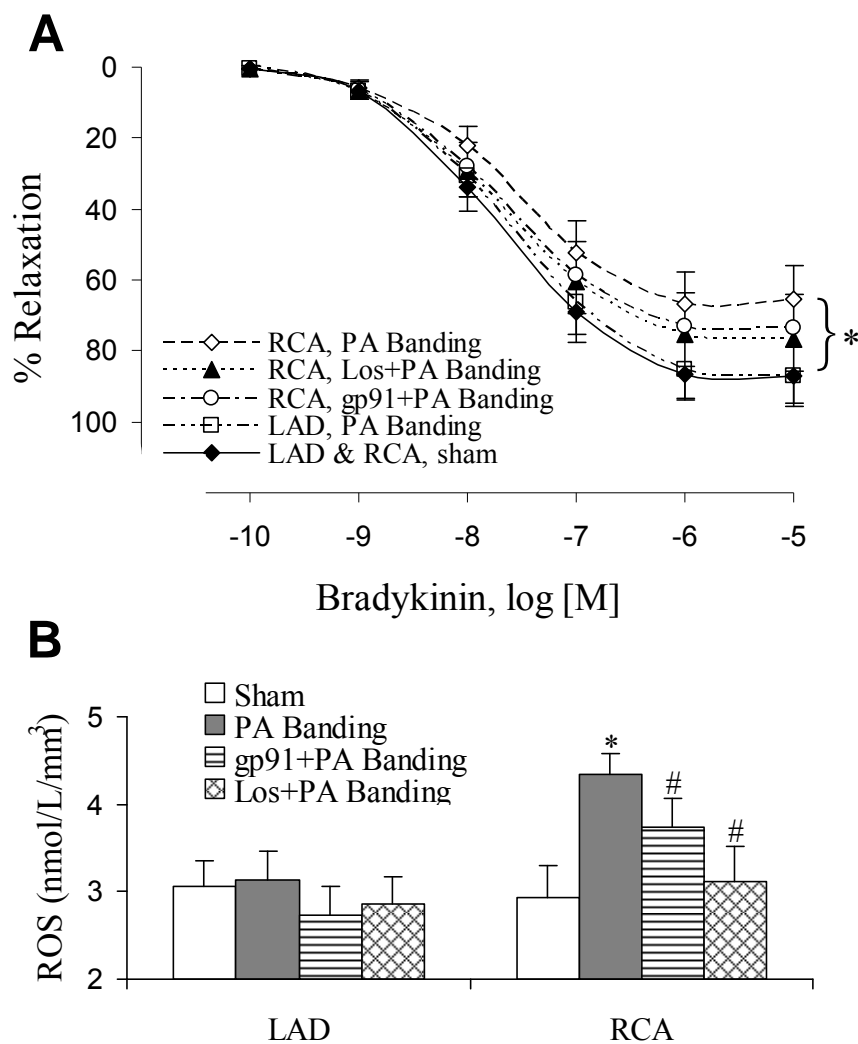 A
0
20
40
60
80
100
% Relaxation
RCA, PA Banding
RCA, Los+PA Banding
RCA, gp91+PA Banding
LAD, PA Banding
LAD & RCA, sham
*
-10 -9 -8 -7 -6 -5
Bradykinin, log [M]
B
Sham
PA Banding
gp91+PA Banding
Los+PA Banding
5
4
3
2
ROS (nmol/L/mm³)
*
#
#
LAD RCA